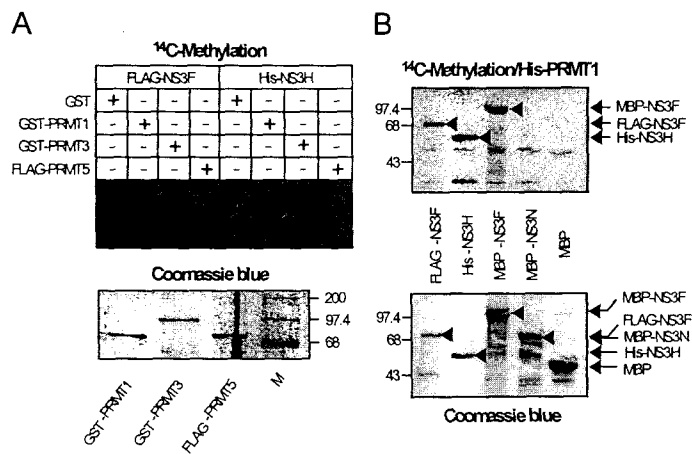 A
¹⁴C-Methylation
FLAG-NS3F His-NS3H
GST + - - - + - - -
GST-PRMT1 - + - - - + - -
GST-PRMT3 - - + - - - + -
FLAG-PRMT5 - - - + - - - +
Coomassie blue
200
97.4
68
GST-PRMT1
GST-PRMT3
FLAG-PRMT5
M
B
¹⁴C-Methylation/His-PRMT1
97.4
68
43
MBP-NS3F
FLAG-NS3F
His-NS3H
FLAG-NS3F
His-NS3H
MBP-NS3F
MBP-NS3N
MBP
97.4
68
43
MBP-NS3F
FLAG-NS3F
MBP-NS3N
His-NS3H
MBP
Coomassie blue